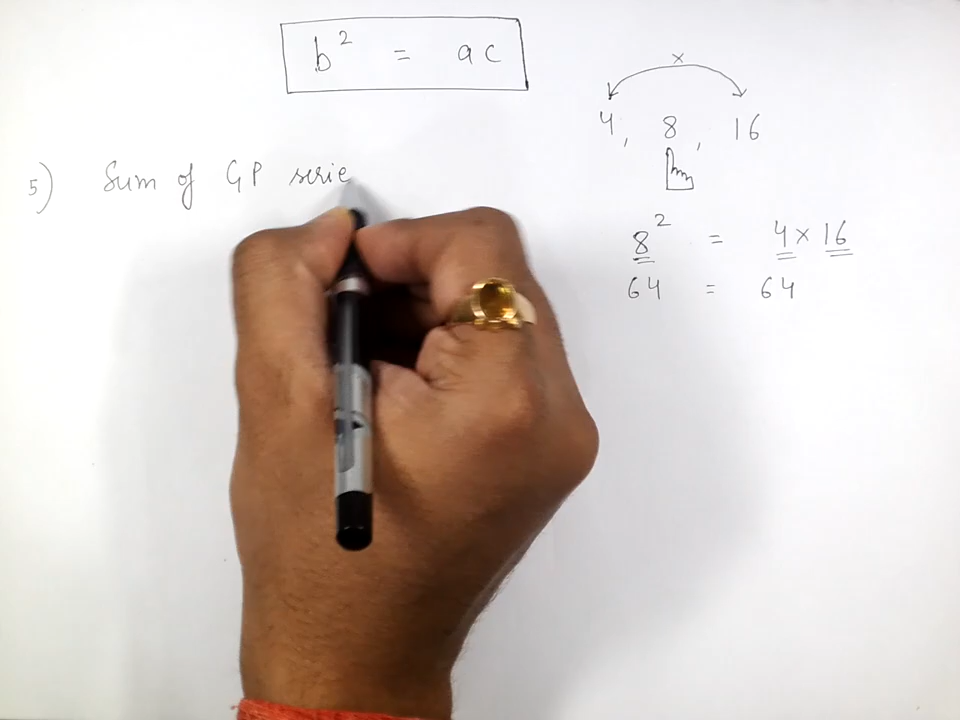 b² = ac
×
4, 8, 16
5) Sum of GP serie
8² = 4 × 16
64 = 64